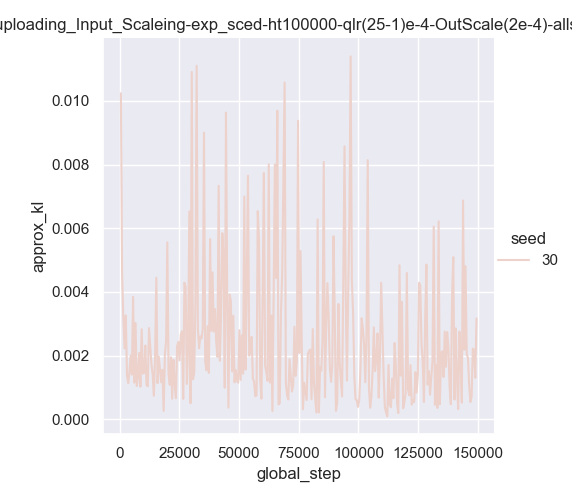 uploading_Input_Scaleing-exp_sced-ht100000-qlr(25-1)e-4-OutScale(2e-4)-alls
0.010
0.008
0.006
0.004
0.002
0.000
approx_kl
0 25000 50000 75000 100000 125000 150000
global_step
seed
30